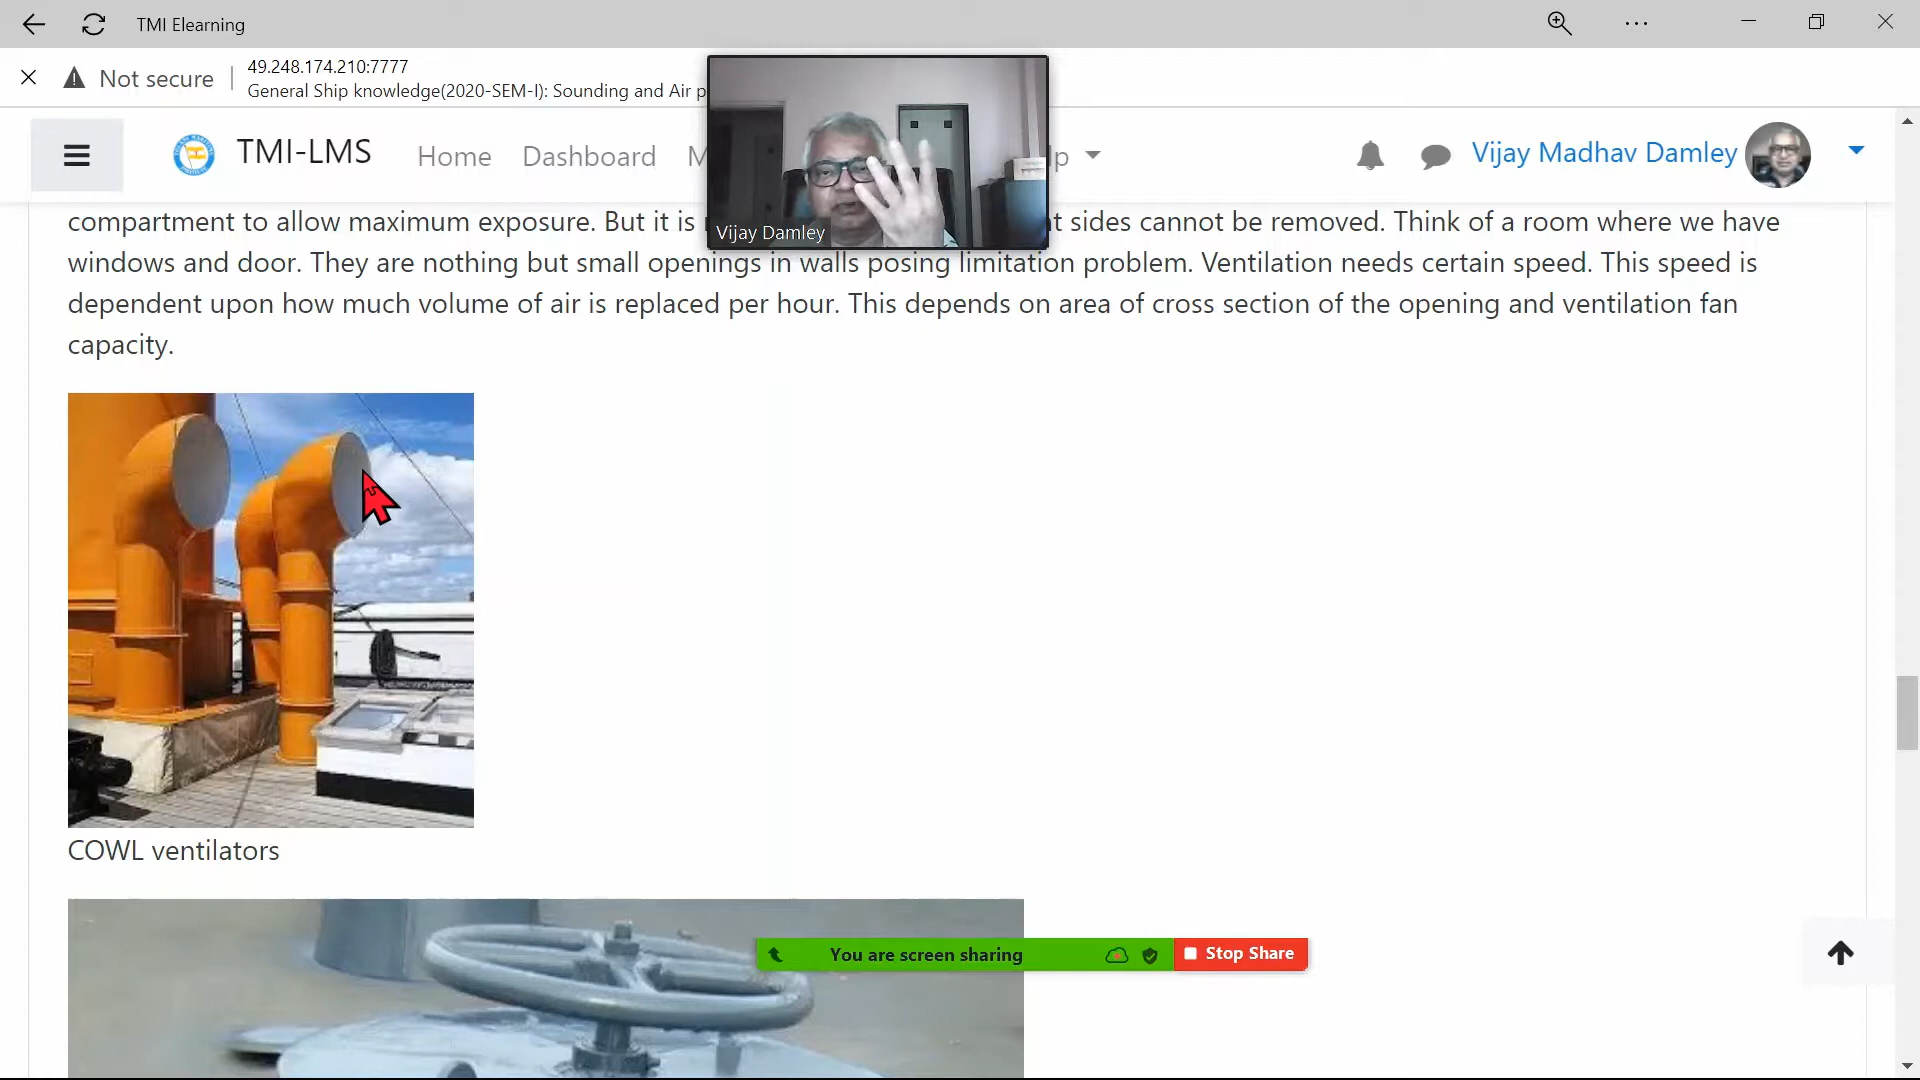 TMI Elearning
Not secure
49.248.174.210:7777
General Ship knowledge(2020-SEM-I): Sounding and Air p
TMI-LMS Home Dashboard M p Vijay Madhav Damley
Vijay Damley
compartment to allow maximum exposure. But it is t sides cannot be removed. Think of a room where we have
windows and door. They are nothing but small openings in walls posing limitation problem. Ventilation needs certain speed. This speed is
dependent upon how much volume of air is replaced per hour. This depends on area of cross section of the opening and ventilation fan
capacity.
COWL ventilators
You are screen sharing Stop Share